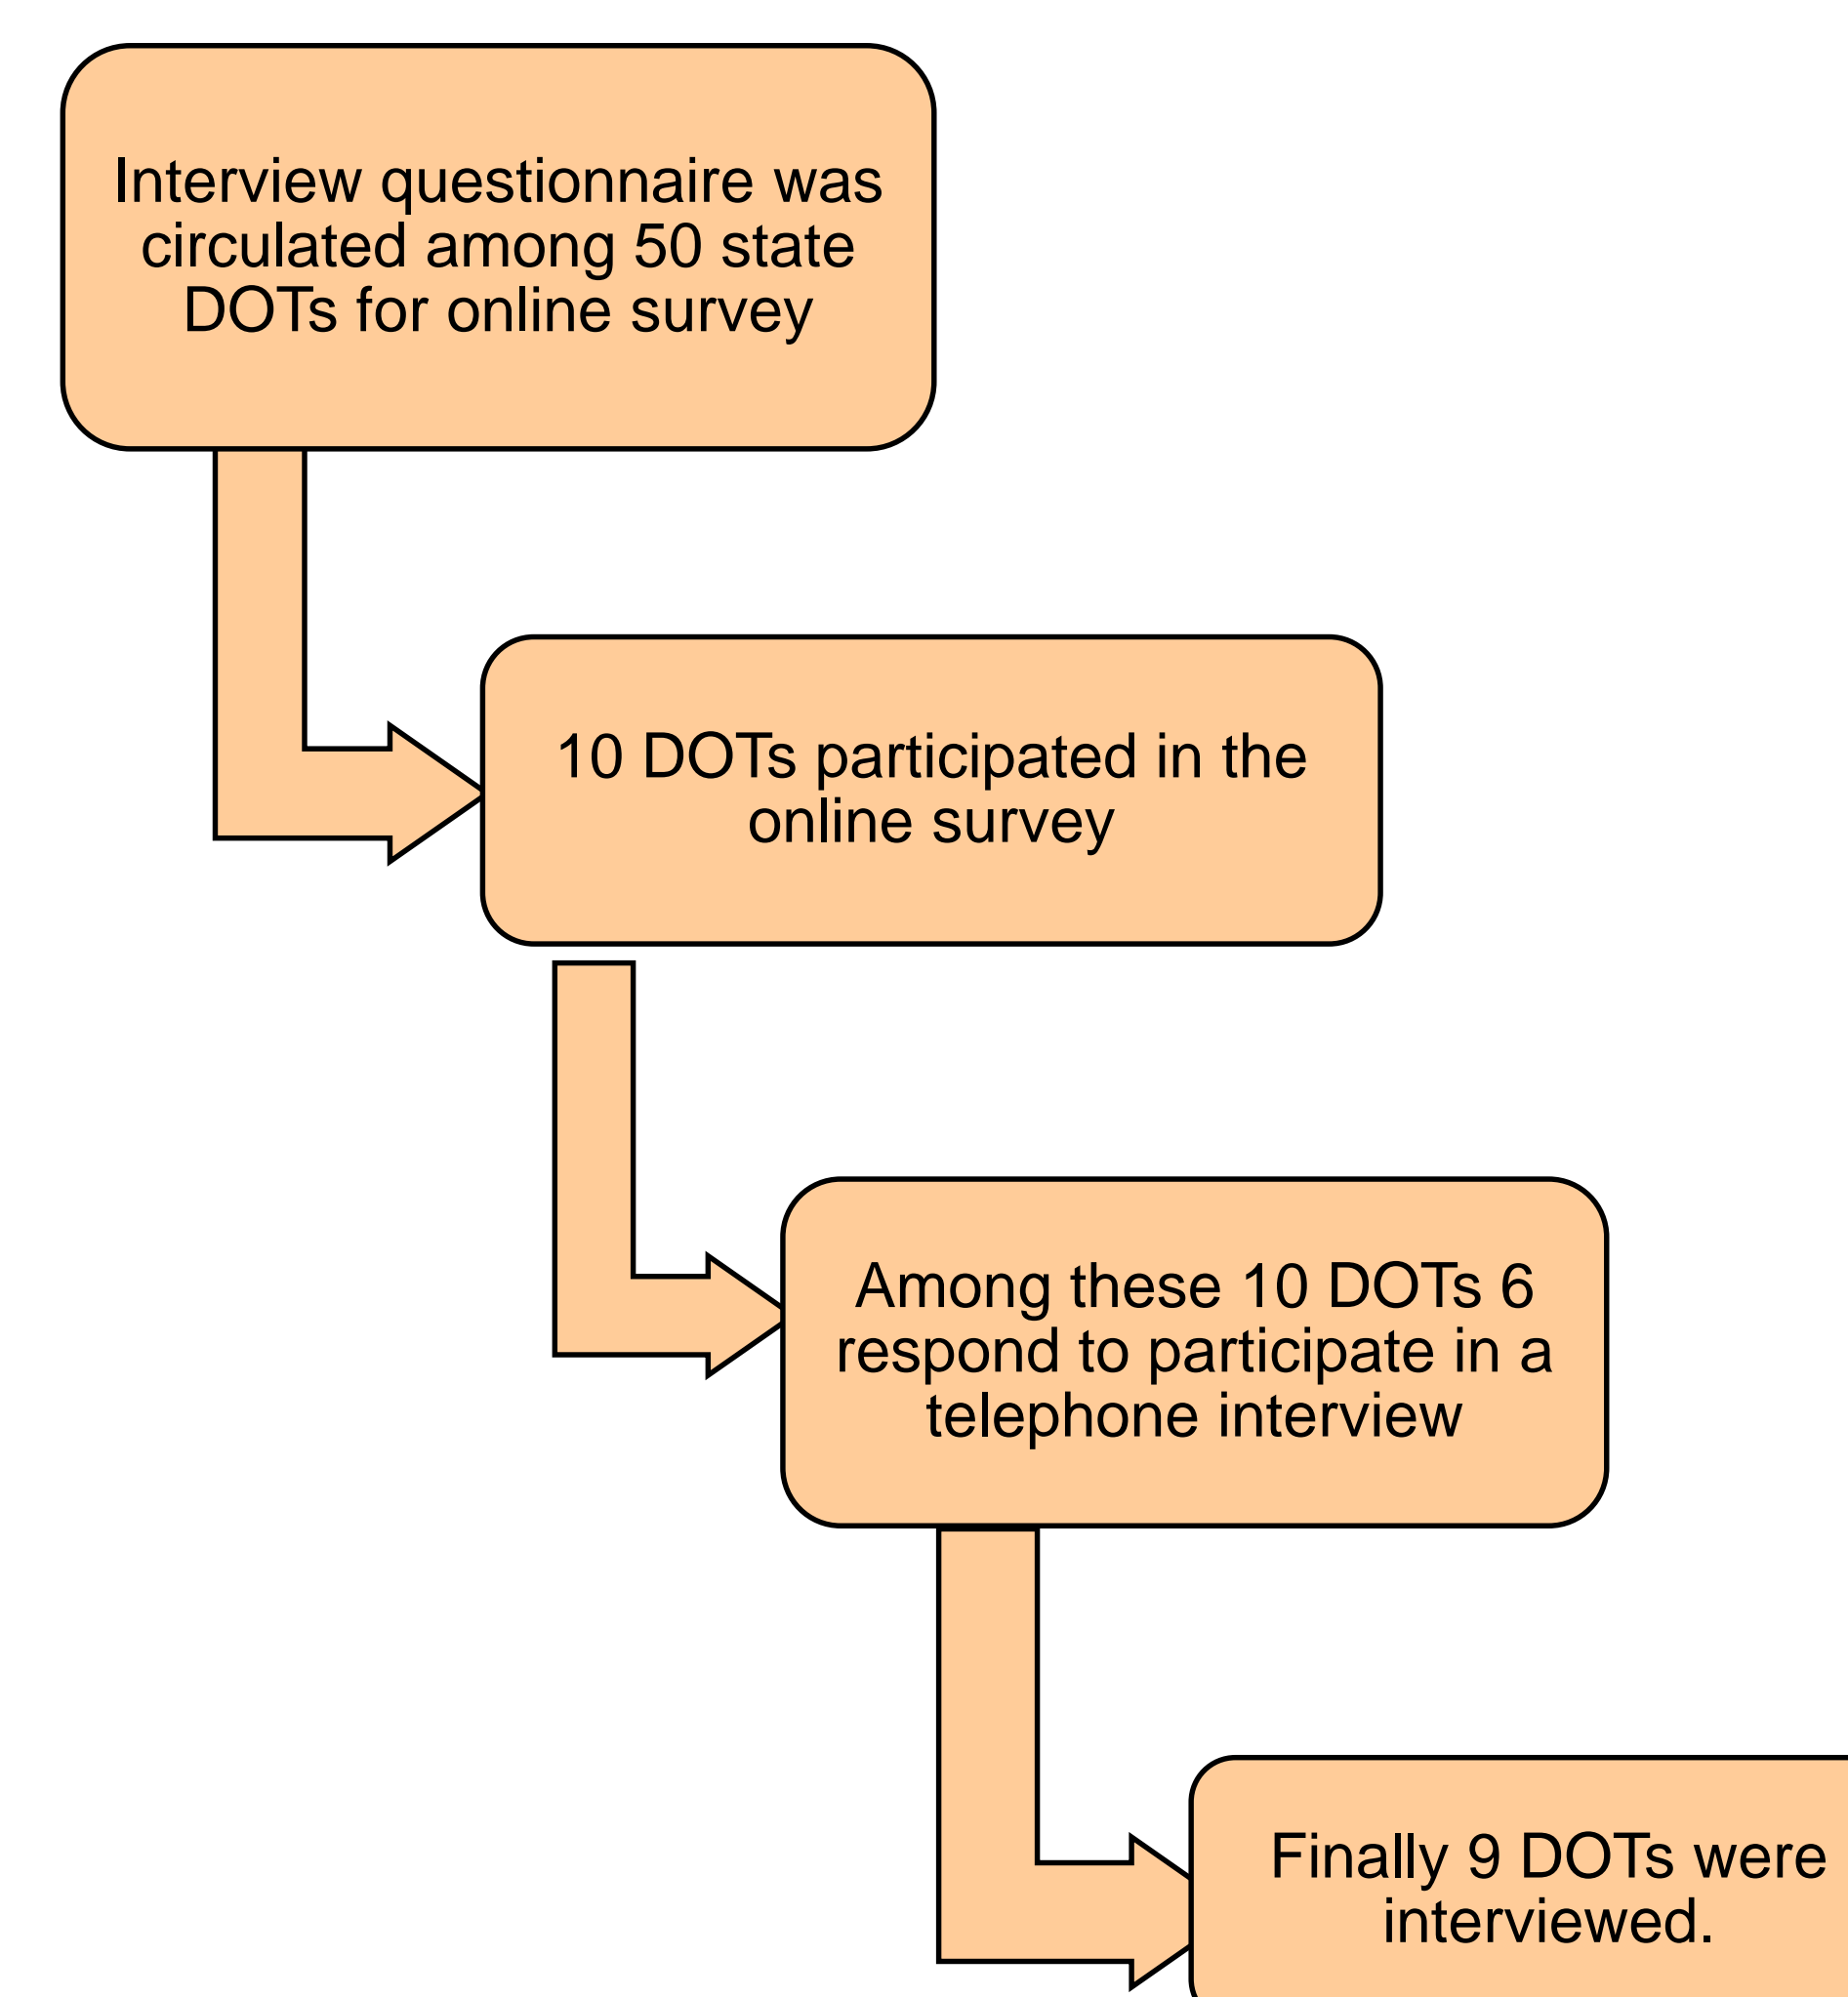 Interview questionnaire was
circulated among 50 state
DOTs for online survey
10 DOTs participated in the
online survey
Among these 10 DOTs 6
respond to participate in a
telephone interview
Finally 9 DOTs were
interviewed.